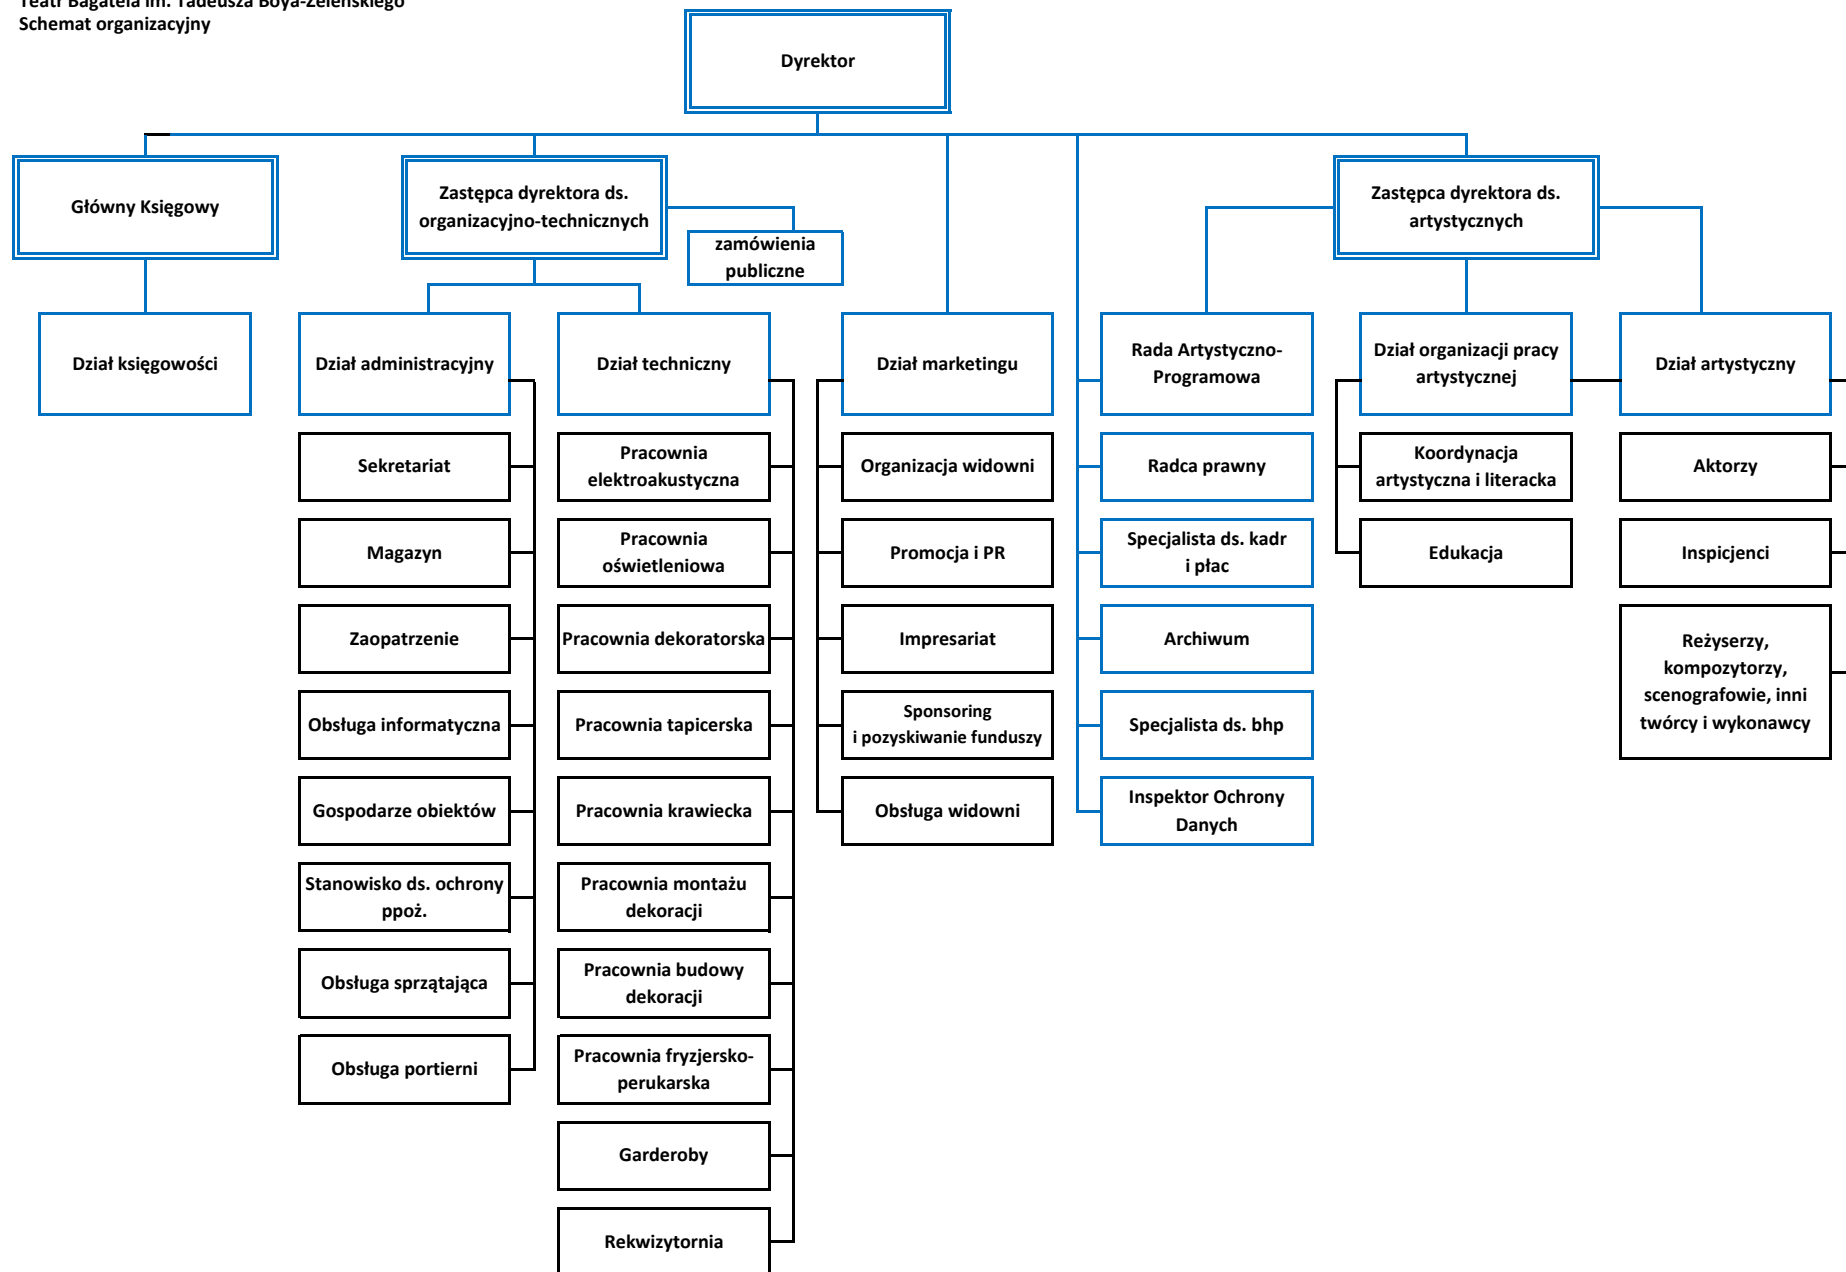 Teatr Bagatela im. Tadeusza Boya-Żeleńskiego
Schemat organizacyjny
Dyrektor
Główny Księgowy
Zastępca dyrektora ds.
organizacyjno-technicznych
zamówienia
publiczne
Zastępca dyrektora ds.
artystycznych
Dział księgowości
Dział administracyjny
Dział techniczny
Dział marketingu
Rada Artystyczno-
Programowa
Dział organizacji pracy
artystycznej
Dział artystyczny
Sekretariat
Magazyn
Zaopatrzenie
Obsługa informatyczna
Gospodarze obiektów
Stanowisko ds. ochrony
ppoż.
Obsługa sprzątająca
Obsługa portierni
Pracownia
elektroakustyczna
Pracownia
oświetleniowa
Pracownia dekoratorska
Pracownia tapicerska
Pracownia krawiecka
Pracownia montażu
dekoracji
Pracownia budowy
dekoracji
Pracownia fryzjersko-
perukarska
Garderoby
Rekwizytornia
Organizacja widowni
Promocja i PR
Impresariat
Sponsoring
i pozyskiwanie funduszy
Obsługa widowni
Radca prawny
Specjalista ds. kadr
i płac
Archiwum
Specjalista ds. bhp
Inspektor Ochrony
Danych
Koordynacja
artystyczna i literacka
Edukacja
Aktorzy
Inspicjenci
Reżyserzy,
kompozytorzy,
scenografowie, inni
twórcy i wykonawcy